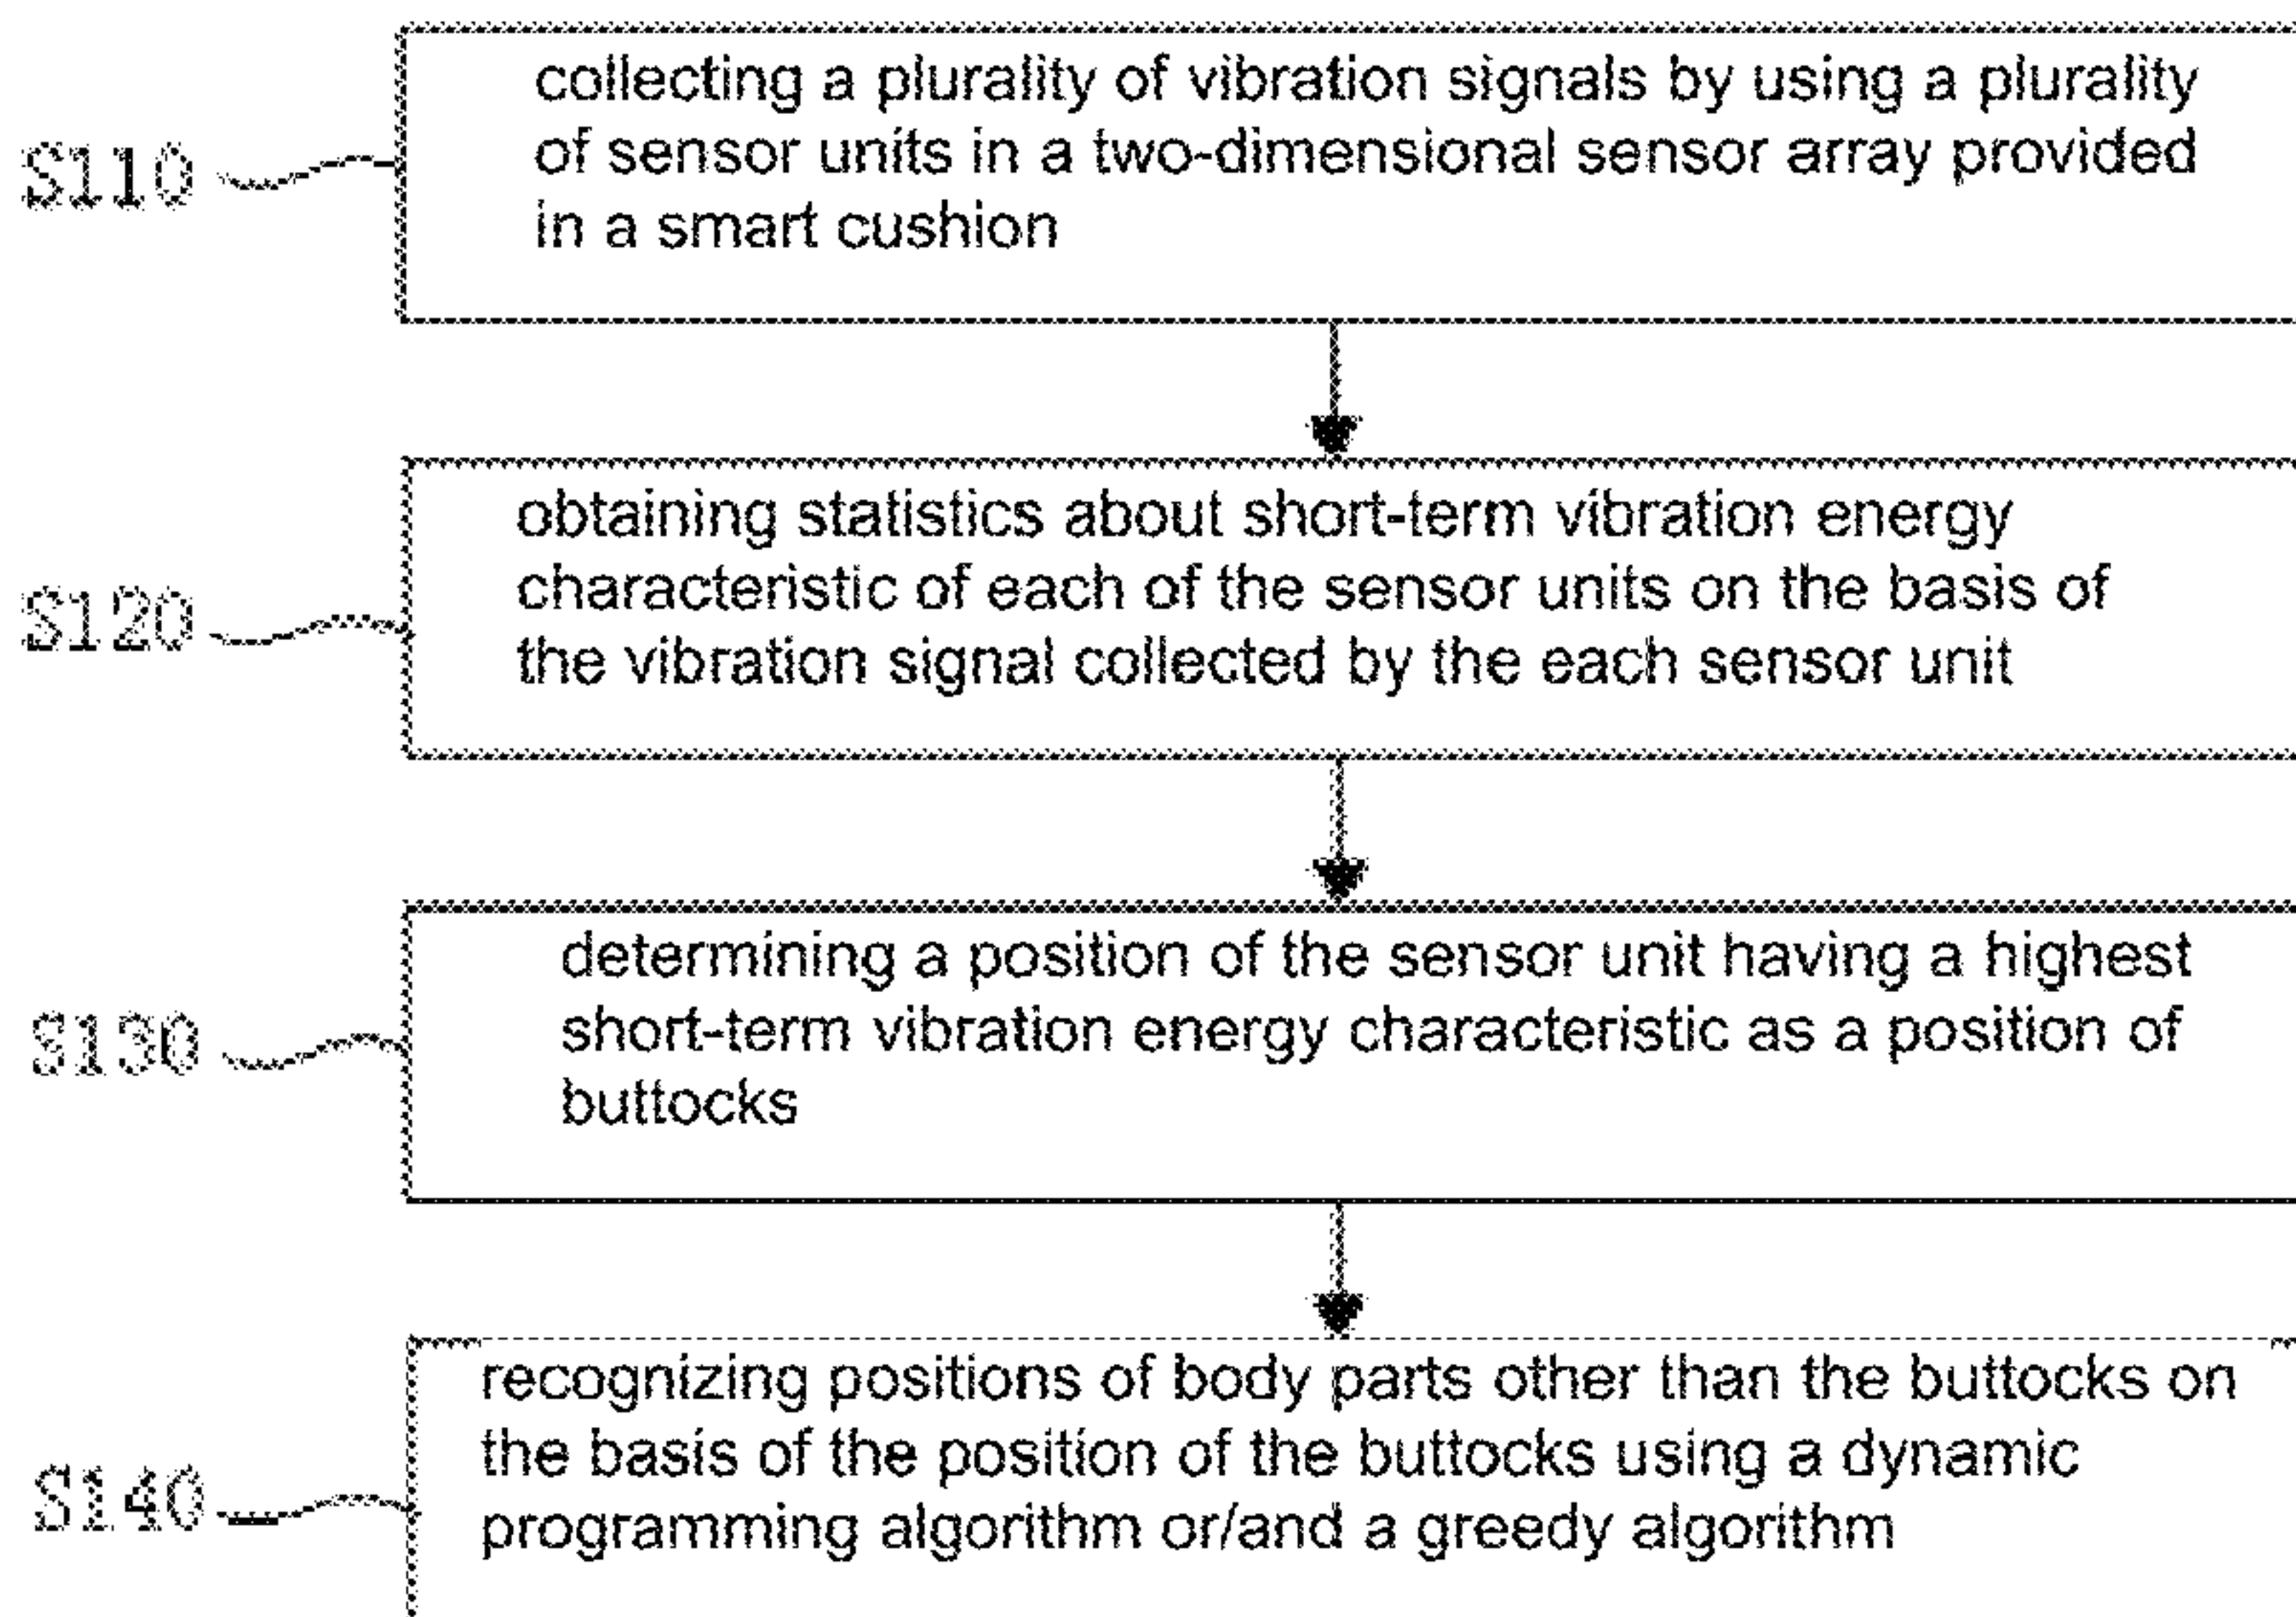 S110
collecting a plurality of vibration signals by using a plurality
of sensor units in a two-dimensional sensor array provided
in a smart cushion
S120
obtaining statistics about short-term vibration energy
characteristic of each of the sensor units on the basis of
the vibration signal collected by the each sensor unit
S130
determining a position of the sensor unit having a highest
short-term vibration energy characteristic as a position of
buttocks
S140
recognizing positions of body parts other than the buttocks on
the basis of the position of the buttocks using a dynamic
programming algorithm or/and a greedy algorithm